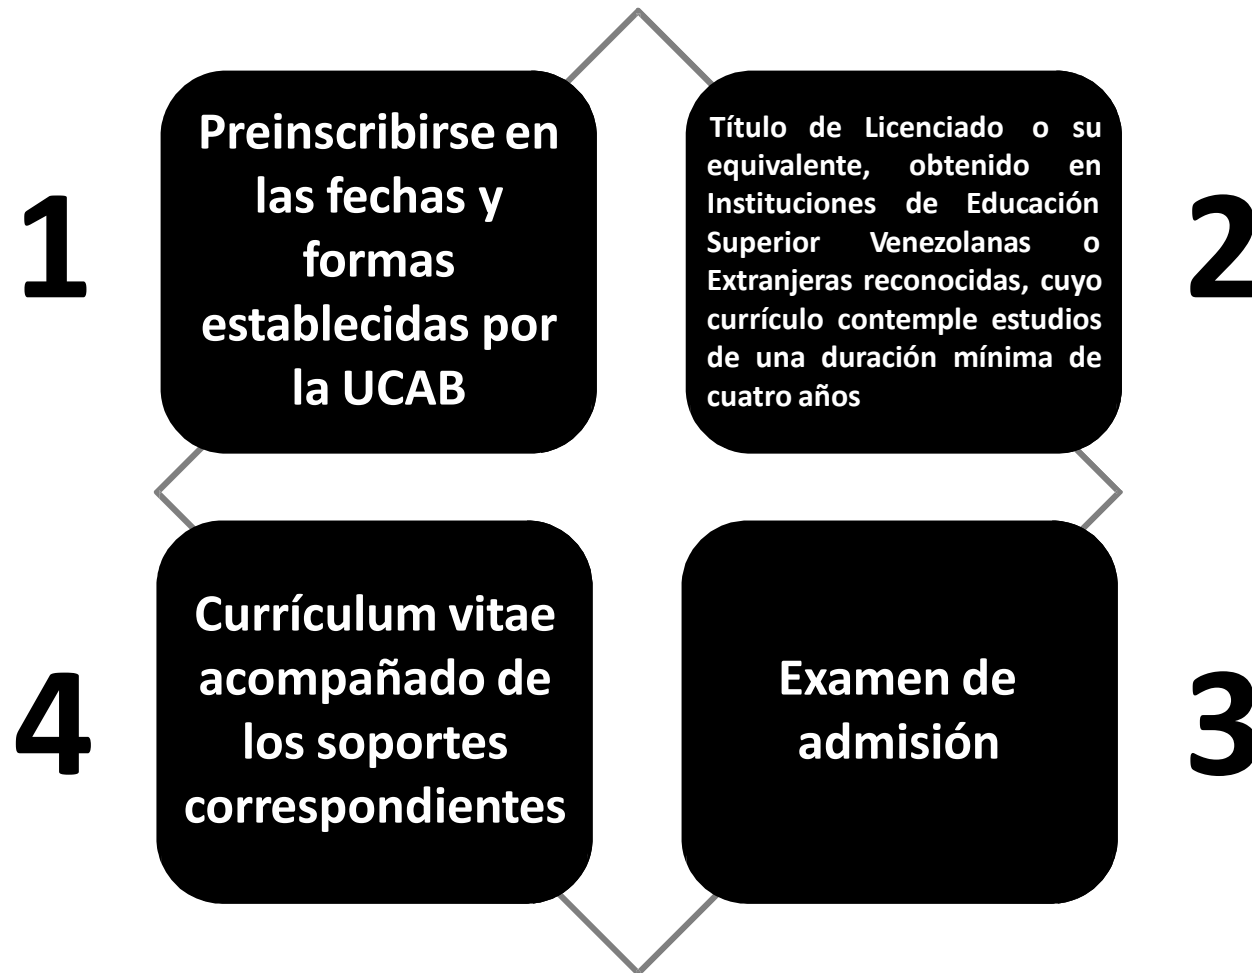 1
Preinscribirse en
las fechas y
formas
establecidas por
la UCAB
2
Título de Licenciado o su
equivalente, obtenido en
Instituciones de Educación
Superior Venezolanas o
Extranjeras reconocidas, cuyo
currículo contemple estudios
de una duración mínima de
cuatro años
3
Examen de
admisión
4
Currículum vitae
acompañado de
los soportes
correspondientes